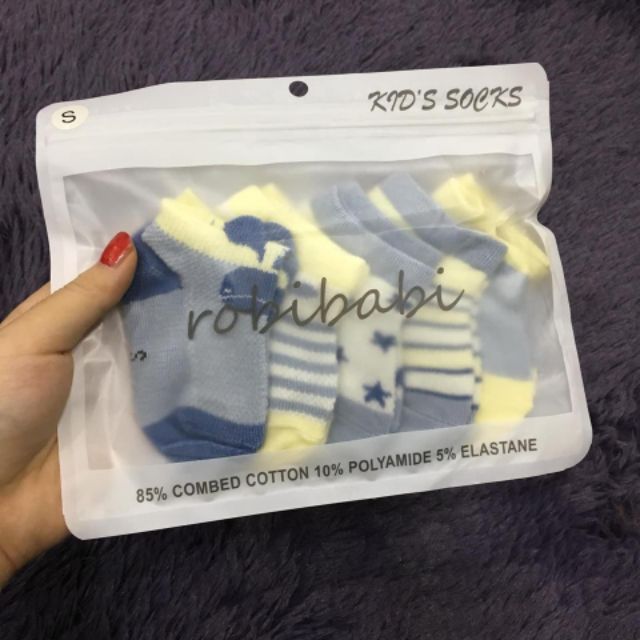 S
KID'S SOCKS
robibabi
85% COMBED COTTON 10% POLYAMIDE 5% ELASTANE